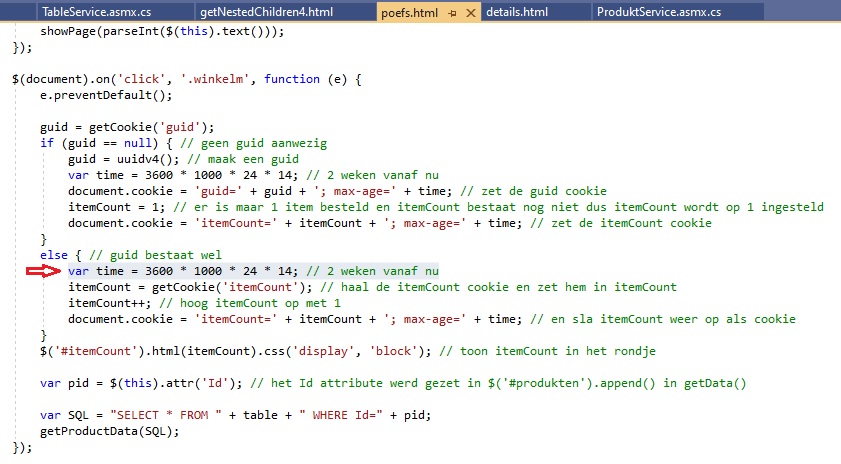 TableService.asmx.cs getNestedChildren4.html poefs.html details.html ProduktService.asmx.cs
showPage(parseInt($(this).text()));
});
$(document).on('click', '.winkelm', function (e) {
e.preventDefault();
guid = getCookie('guid');
if (guid == null) { // geen guid aanwezig
guid = uuidv4(); // maak een guid
var time = 3600 * 1000 * 24 * 14; // 2 weken vanaf nu
document.cookie = 'guid=' + guid + '; max-age=' + time; // zet de guid cookie
itemCount = 1; // er is maar 1 item besteld en itemCount bestaat nog niet dus itemCount wordt op 1 ingesteld
document.cookie = 'itemCount=' + itemCount + '; max-age=' + time; // zet de itemCount cookie
}
else { // guid bestaat wel
var time = 3600 * 1000 * 24 * 14; // 2 weken vanaf nu
itemCount = getCookie('itemCount'); // haal de itemCount cookie en zet hem in itemCount
itemCount++; // hoog itemCount op met 1
document.cookie = 'itemCount=' + itemCount + '; max-age=' + time; // en sla itemCount weer op als cookie
}
$('#itemCount').html(itemCount).css('display', 'block'); // toon itemCount in het rondje
var pid = $(this).attr('Id'); // het Id attribute werd gezet in $('#produkten').append() in getData()
var SQL = "SELECT * FROM " + table + " WHERE Id=" + pid;
getProductData(SQL);
});